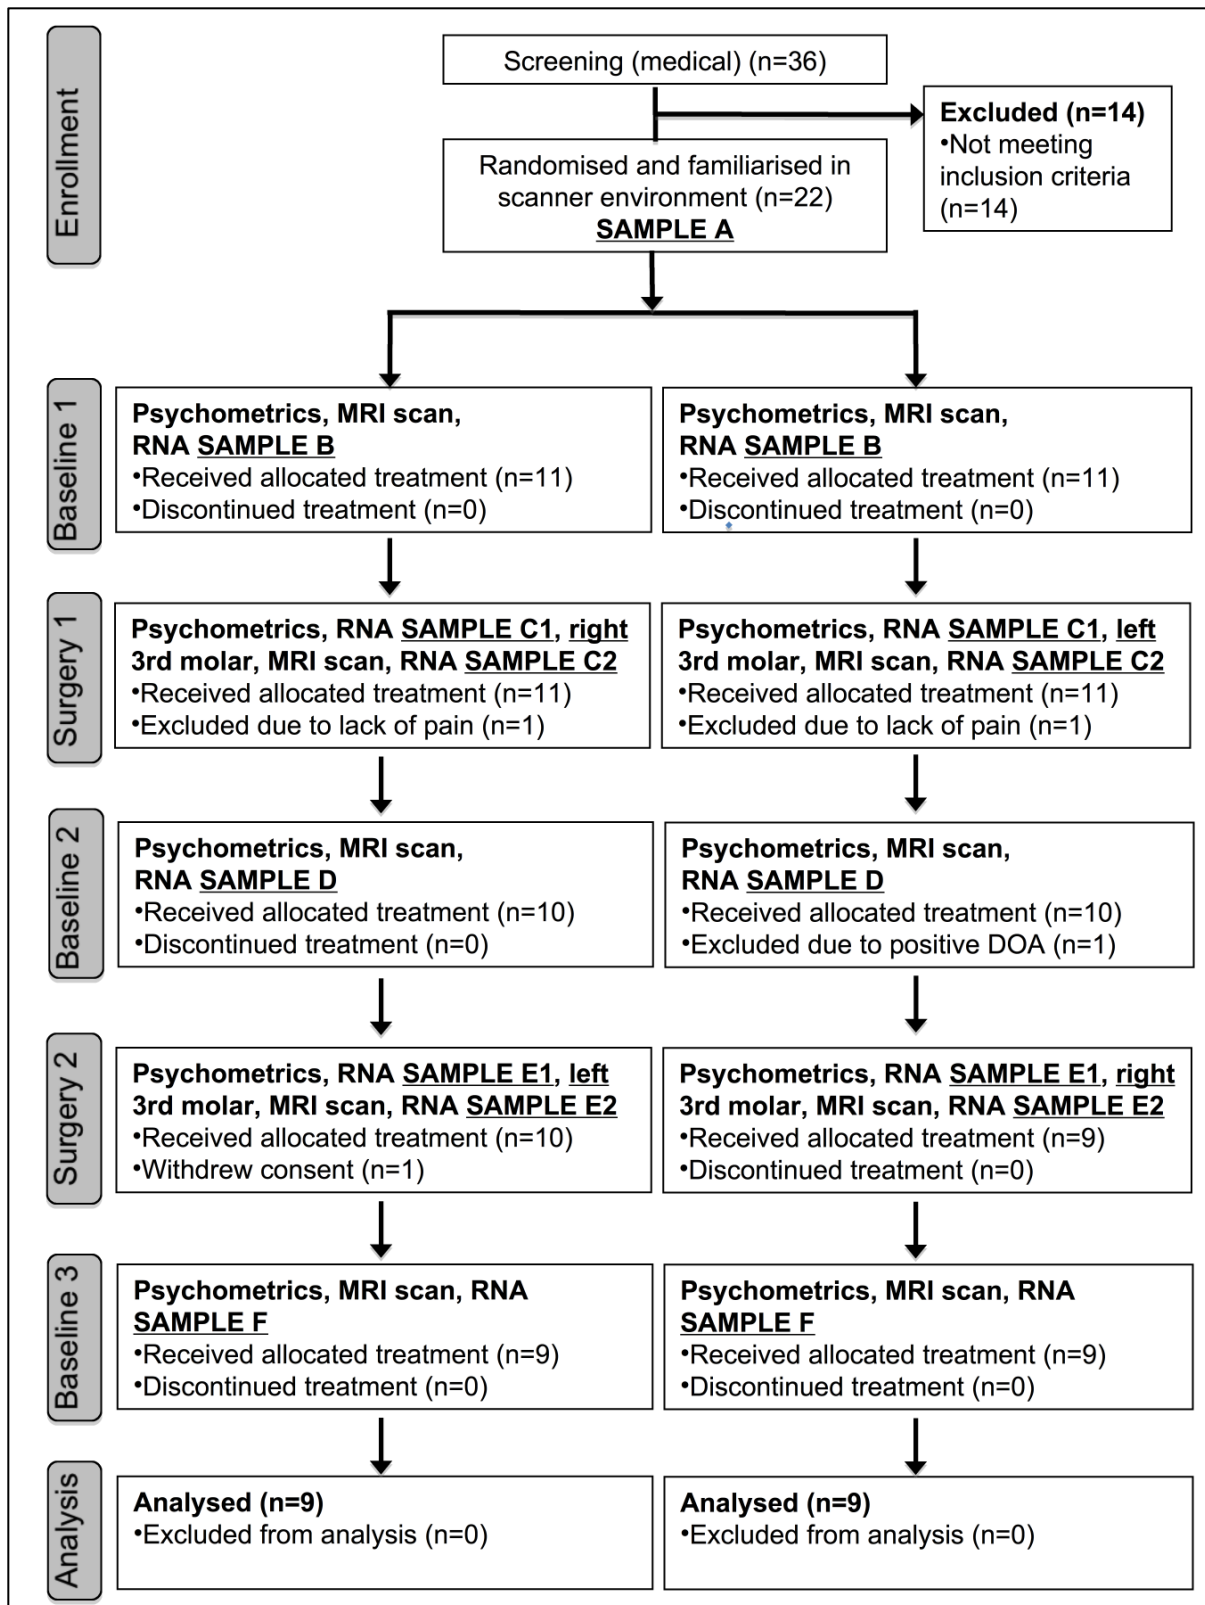 Enrollment
Screening (medical) (n=36)
Excluded (n=14)
•Not meeting
inclusion criteria
(n=14)
Randomised and familiarised in
scanner environment (n=22)
SAMPLE A
Baseline 1
Psychometrics, MRI scan,
RNA SAMPLE B
•Received allocated treatment (n=11)
•Discontinued treatment (n=0)
Psychometrics, MRI scan,
RNA SAMPLE B
•Received allocated treatment (n=11)
•Discontinued treatment (n=0)
Surgery 1
Psychometrics, RNA SAMPLE C1, right
3rd molar, MRI scan, RNA SAMPLE C2
•Received allocated treatment (n=11)
•Excluded due to lack of pain (n=1)
Psychometrics, RNA SAMPLE C1, left
3rd molar, MRI scan, RNA SAMPLE C2
•Received allocated treatment (n=11)
•Excluded due to lack of pain (n=1)
Baseline 2
Psychometrics, MRI scan,
RNA SAMPLE D
•Received allocated treatment (n=10)
•Discontinued treatment (n=0)
Psychometrics, MRI scan,
RNA SAMPLE D
•Received allocated treatment (n=10)
•Excluded due to positive DOA (n=1)
Surgery 2
Psychometrics, RNA SAMPLE E1, left
3rd molar, MRI scan, RNA SAMPLE E2
•Received allocated treatment (n=10)
•Withdrew consent (n=1)
Psychometrics, RNA SAMPLE E1, right
3rd molar, MRI scan, RNA SAMPLE E2
•Received allocated treatment (n=9)
•Discontinued treatment (n=0)
Baseline 3
Psychometrics, MRI scan, RNA
SAMPLE F
•Received allocated treatment (n=9)
•Discontinued treatment (n=0)
Psychometrics, MRI scan, RNA
SAMPLE F
•Received allocated treatment (n=9)
•Discontinued treatment (n=0)
Analysis
Analysed (n=9)
•Excluded from analysis (n=0)
Analysed (n=9)
•Excluded from analysis (n=0)